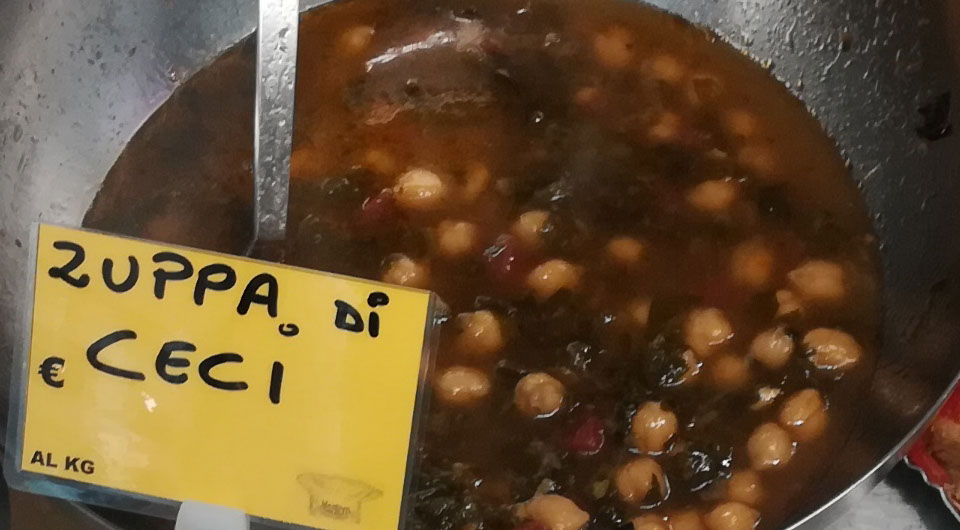 ZUPPA. DI
€ CECI
AL KG